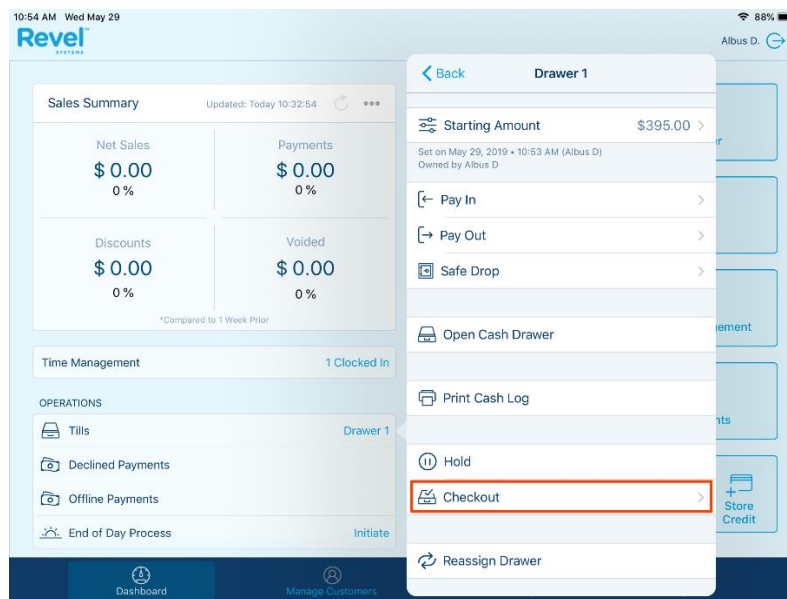 10:54 AM Wed May 29
88%
Revel
SYSTEMS
Albus D.
Sales Summary
Updated: Today 10:32:54
Net Sales
$ 0.00
0 %
Payments
$ 0.00
0 %
Discounts
$ 0.00
0 %
Voided
$ 0.00
0 %
*Compared to 1 Week Prior
Time Management
1 Clocked In
OPERATIONS
Tills
Drawer 1
Declined Payments
Offline Payments
End of Day Process
Initiate
Dashboard
Manage Customers
Back
Drawer 1
Starting Amount
$395.00
Set on May 29, 2019 • 10:53 AM (Albus D)
Owned by Albus D
Pay In
Pay Out
Safe Drop
Open Cash Drawer
Print Cash Log
Hold
Checkout
Reassign Drawer
Store
Credit